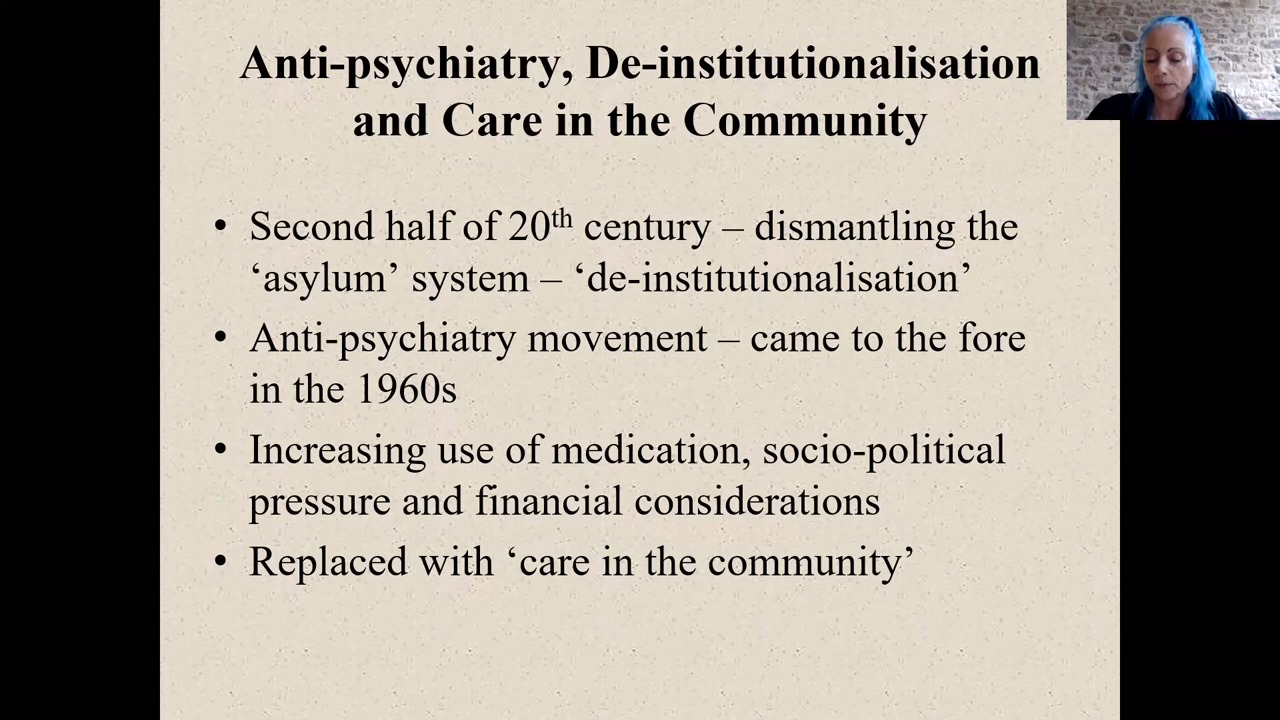 Anti-psychiatry, De-institutionalisation
and Care in the Community
• Second half of 20th century – dismantling the
‘asylum’ system – ‘de-institutionalisation’
• Anti-psychiatry movement – came to the fore
in the 1960s
• Increasing use of medication, socio-political
pressure and financial considerations
• Replaced with ‘care in the community’